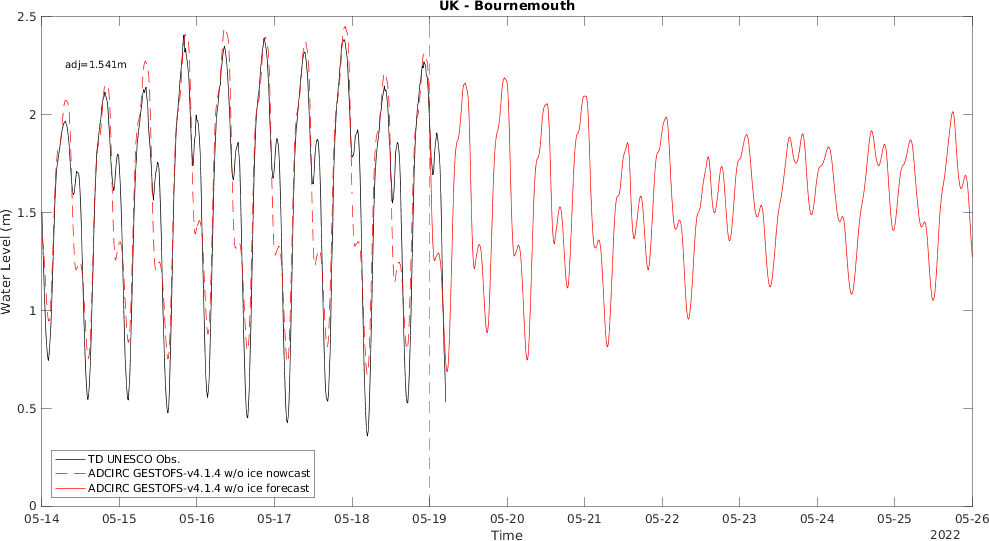 UK - Bournemouth
2.5
adj=1.541m
2
1.5
Water Level (m)
1
0.5
TD UNESCO Obs.
ADCIRC GESTOFS-v4.1.4 w/o ice nowcast
ADCIRC GESTOFS-v4.1.4 w/o ice forecast
0
05-14 05-15 05-16 05-17 05-18 05-19 05-20 05-21 05-22 05-23 05-24 05-25 05-26
Time
2022